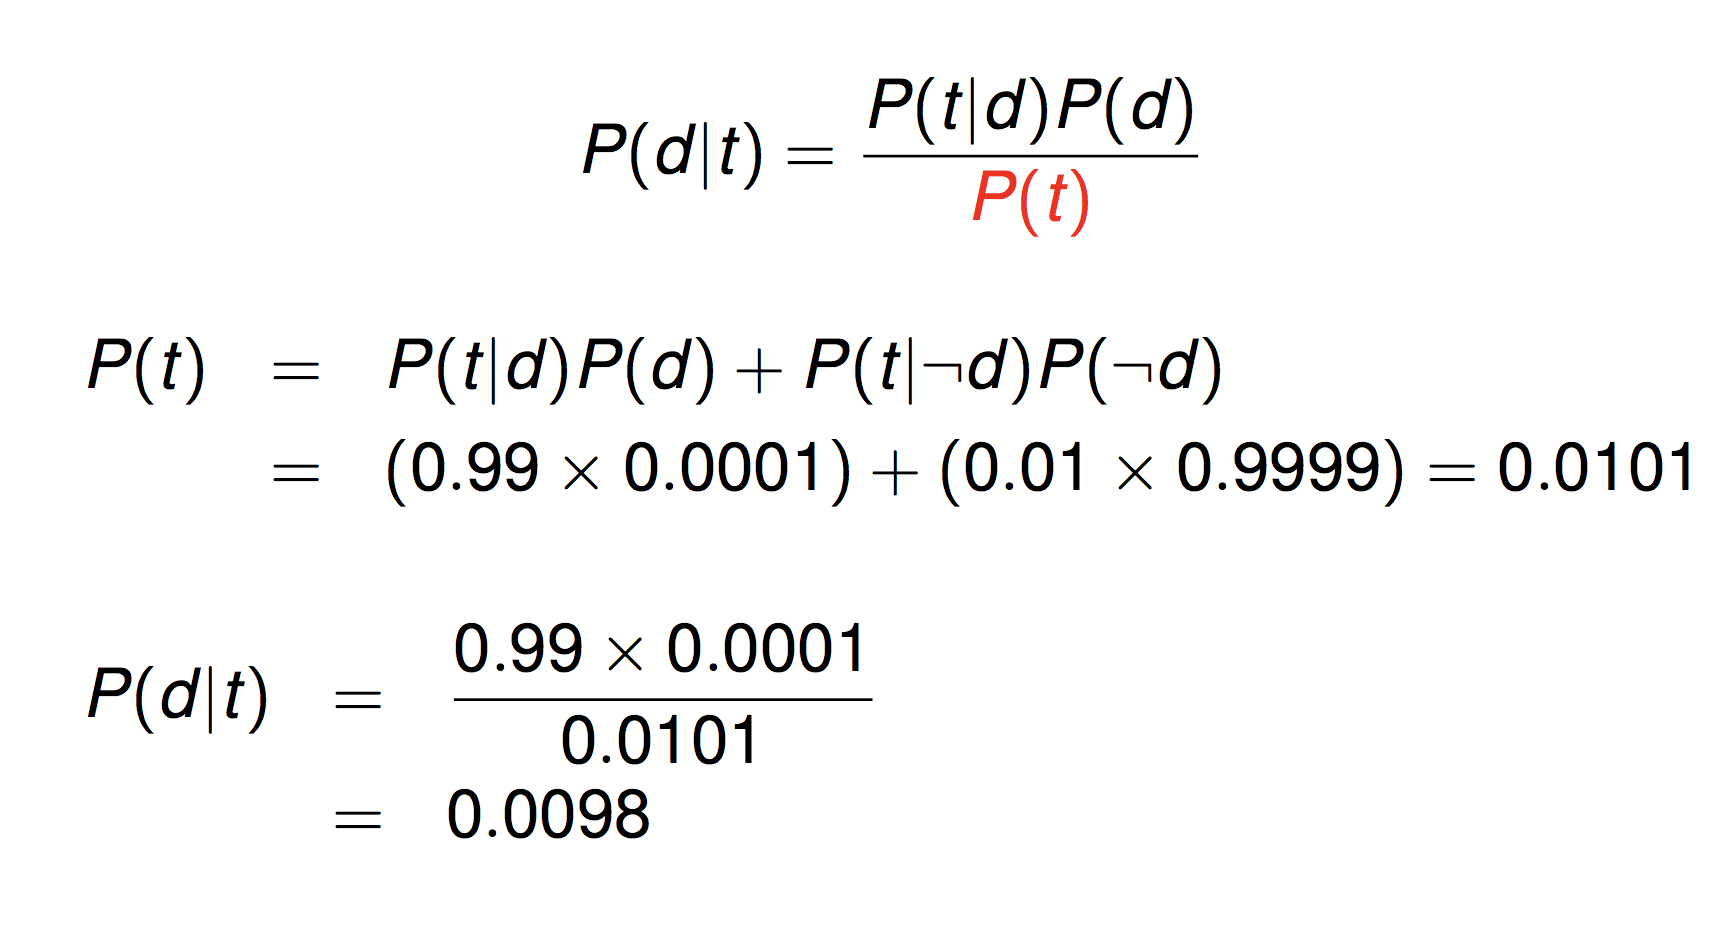 P(d|t) = P(t|d)P(d) / P(t)
P(t) = P(t|d)P(d) + P(t|¬d)P(¬d)
= (0.99 × 0.0001) + (0.01 × 0.9999) = 0.0101
P(d|t) = 0.99 × 0.0001 / 0.0101
= 0.0098